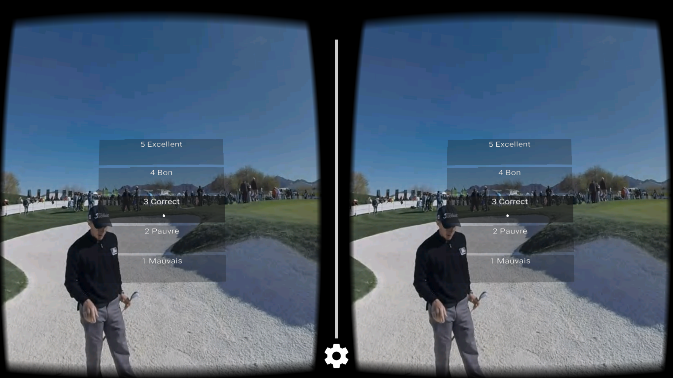 5 Excellent
4 Bon
3 Correct
2 Pauvre
1 Mauvais
5 Excellent
4 Bon
3 Correct
2 Pauvre
1 Mauvais